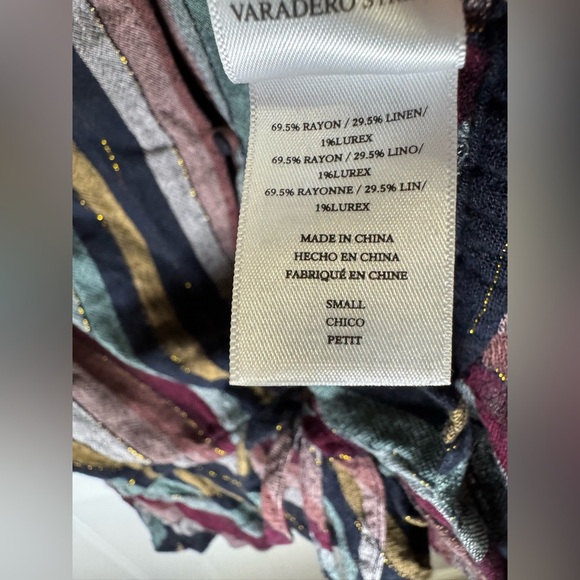 VARADERO
69.5% RAYON / 29.5% LINEN/
1%LUREX
69.5% RAYON / 29.5% LINO/
1%LUREX
69.5% RAYONNE / 29.5% LIN/
1%LUREX
MADE IN CHINA
HECHO EN CHINA
FABRIQUÉ EN CHINE
SMALL
CHICO
PETIT